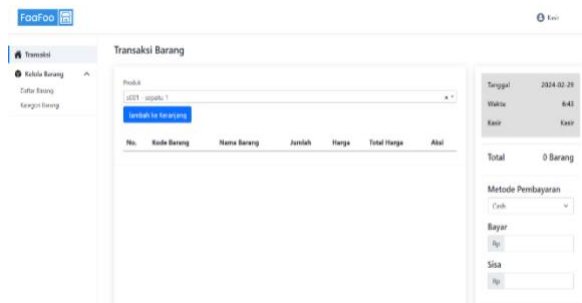 FaaFoo
Kasir
Transaksi
Kelola Barang
Daftar Barang
Kategori Barang
Transaksi Barang
Produk
sepatu 1
Tambah ke Keranjang
No. Kode Barang Nama Barang Jumlah Harga Total Harga Aksi
Tanggal 2024-02-25
Waktu 6:43
Kasir Kasir
Total 0 Barang
Metode Pembayaran
Cash
Bayar
Rp
Sisa
Rp